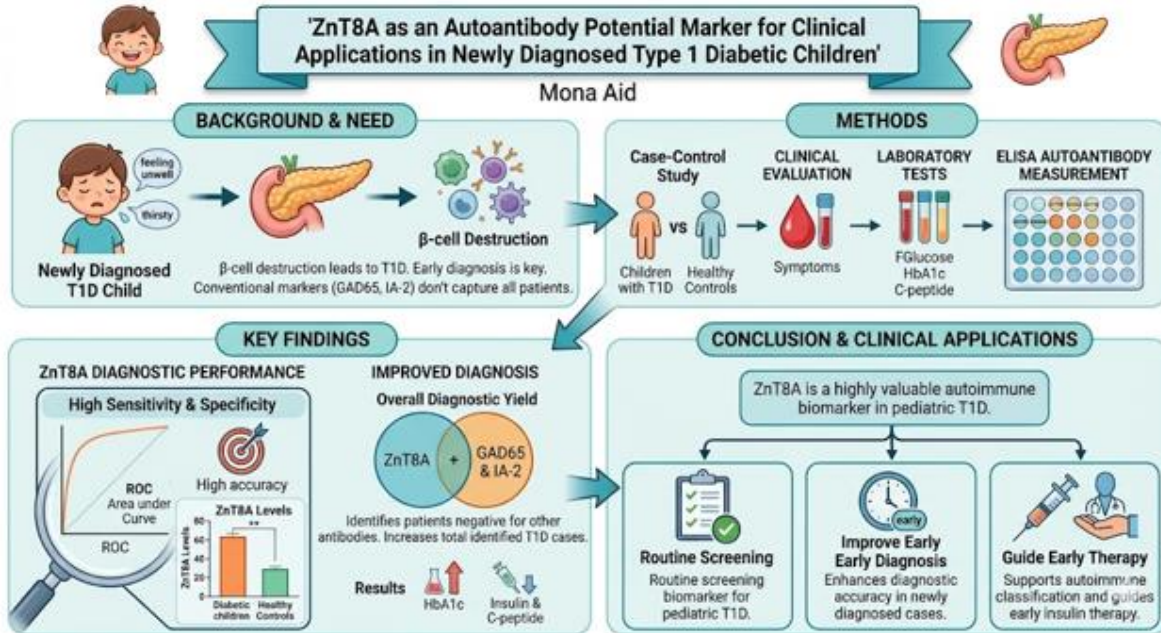 'ZnT8A as an Autoantibody Potential Marker for Clinical
Applications in Newly Diagnosed Type 1 Diabetic Children'
Mona Aid
BACKGROUND & NEED
feeling
unwell
thirsty
Newly Diagnosed
T1D Child
β-cell Destruction
β-cell destruction leads to T1D. Early diagnosis is key.
Conventional markers (GAD65, IA-2) don't capture all patients.
METHODS
Case-Control
Study
VS
Children
with T1D
Healthy
Controls
CLINICAL
EVALUATION
Symptoms
LABORATORY
TESTS
FGlucose
HbA1c
C-peptide
ELISA AUTOANTIBODY
MEASUREMENT
KEY FINDINGS
ZnT8A DIAGNOSTIC PERFORMANCE
High Sensitivity & Specificity
ROC
Area under
Curve
ROC
High accuracy
ZnT8A Levels
**
ZnT8A Levels
80
60
40
20
0
Diabetic
children
Healthy
Controls
IMPROVED DIAGNOSIS
Overall Diagnostic Yield
ZnT8A
+
GAD65
& IA-2
Identifies patients negative for other
antibodies. Increases total identified T1D cases.
Results
HbA1c
Insulin &
C-peptide
CONCLUSION & CLINICAL APPLICATIONS
ZnT8A is a highly valuable autoimmune
biomarker in pediatric T1D.
Routine Screening
Routine screening
biomarker for
pediatric T1D.
early
Improve Early
Early Diagnosis
Enhances diagnostic
accuracy in newly
diagnosed cases.
Guide Early Therapy
Supports autoimmune
classification and guides
early insulin therapy.